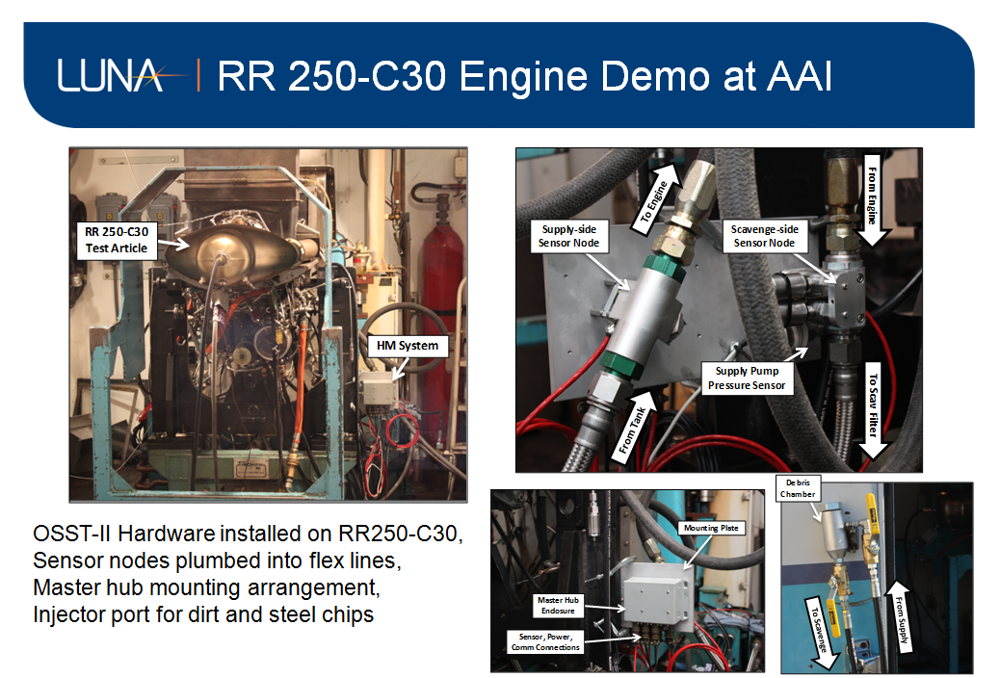 LUNA
RR 250-C30 Engine Demo at AAI
RR 250-C30
Test Article
HM System
To Engine
From Engine
Supply-side
Sensor Node
Scavenge-side
Sensor Node
Supply Pump
Pressure Sensor
From Tank
To Scav Filter
OSST-II Hardware installed on RR250-C30,
Sensor nodes plumbed into flex lines,
Master hub mounting arrangement,
Injector port for dirt and steel chips
Mounting Plate
Master Hub
Enclosure
Sensor, Power,
Comm Connections
Debris
Chamber
To Scavenge
From Supply